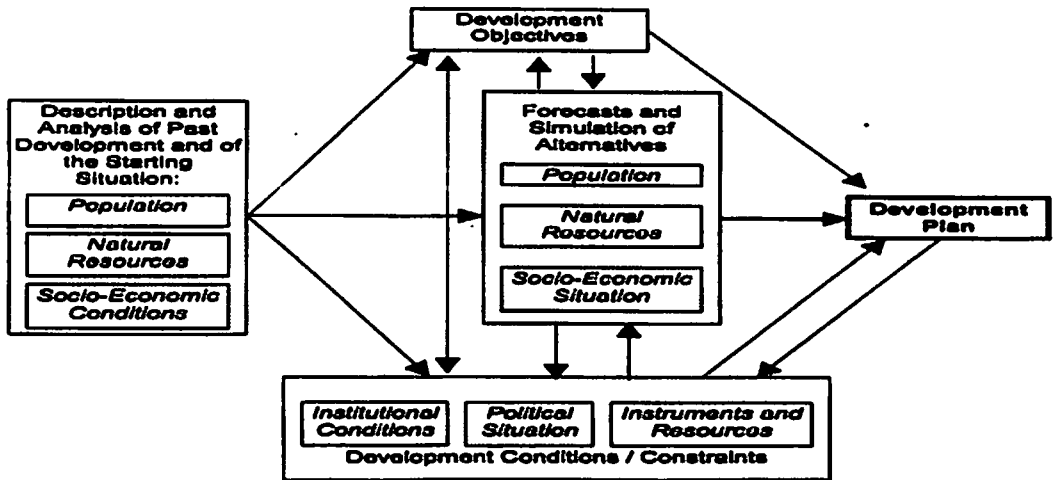 Development
Objectives
Description and
Analysis of Past
Development and of
the Starting
Situation:
Population
Natural
Resources
Socio-Economic
Conditions
Forecasts and
Simulation of
Alternatives
Population
Natural
Resources
Socio-Economic
Situation
Development
Plan
Institutional
Conditions
Political
Situation
Instruments and
Resources
Development Conditions / Constraints